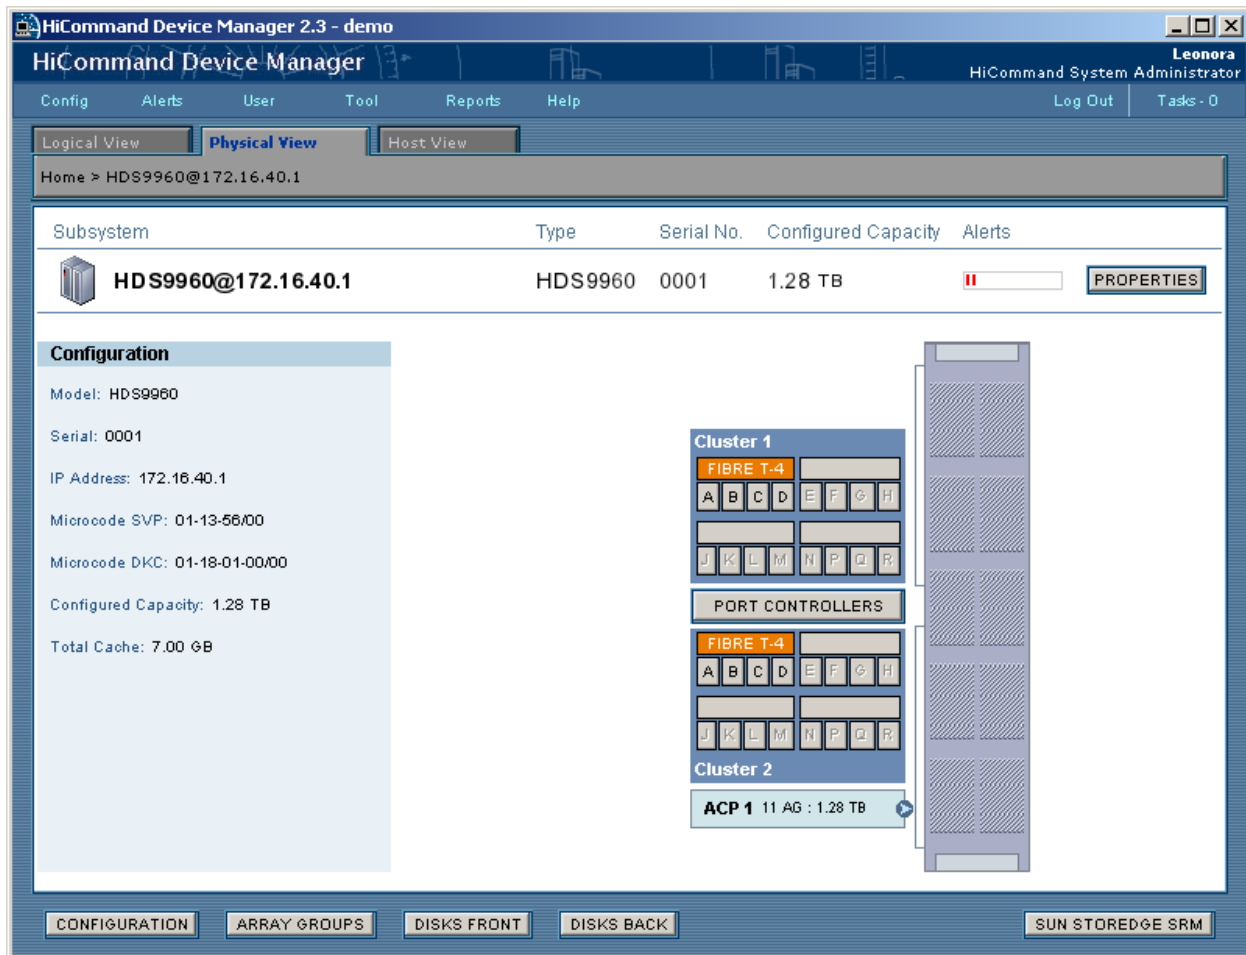 HiCommand Device Manager 2.3 - demo
HiCommand Device Manager
Leonora
HiCommand System Administrator
Config Alerts User Tool Reports Help Log Out Tasks - 0
Logical View Physical View Host View
Home > HDS9960@172.16.40.1
Subsystem Type Serial No. Configured Capacity Alerts
HDS9960@172.16.40.1 HDS9960 0001 1.28 TB PROPERTIES
Configuration
Model: HDS9960
Serial: 0001
IP Address: 172.16.40.1
Microcode SVP: 01-13-56/00
Microcode DKC: 01-18-01-00/00
Configured Capacity: 1.28 TB
Total Cache: 7.00 GB
Cluster 1
FIBRE T-4
A B C D E F G H
J K L M N P Q R
PORT CONTROLLERS
FIBRE T-4
A B C D E F G H
J K L M N P Q R
Cluster 2
ACP 1 11 AG : 1.28 TB
CONFIGURATION ARRAY GROUPS DISKS FRONT DISKS BACK SUN STOREDGE SRM